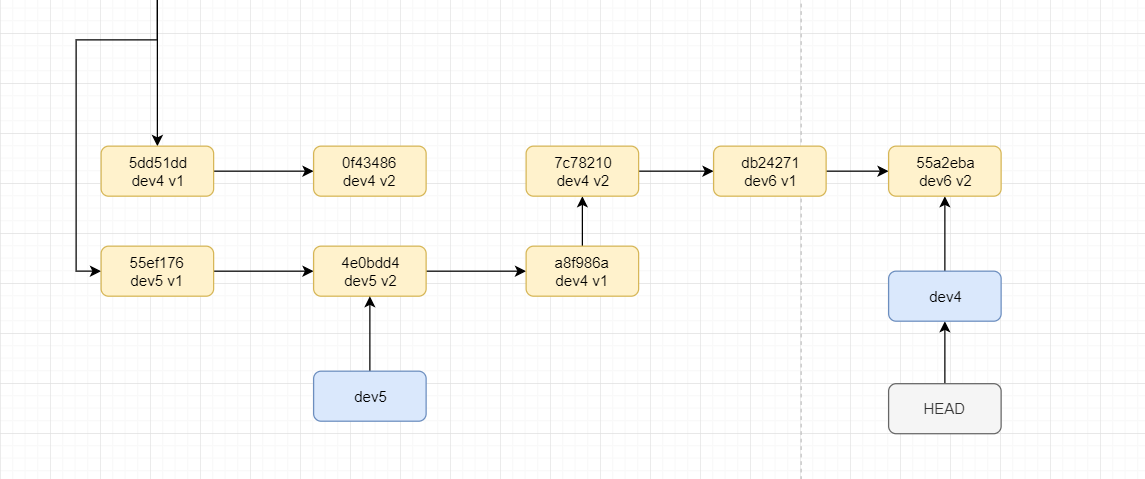 5dd51dd
dev4 v1
0f43486
dev4 v2
7c78210
dev4 v2
db24271
dev6 v1
55a2eba
dev6 v2
55ef176
dev5 v1
4e0bdd4
dev5 v2
a8f986a
dev4 v1
dev4
dev5
HEAD